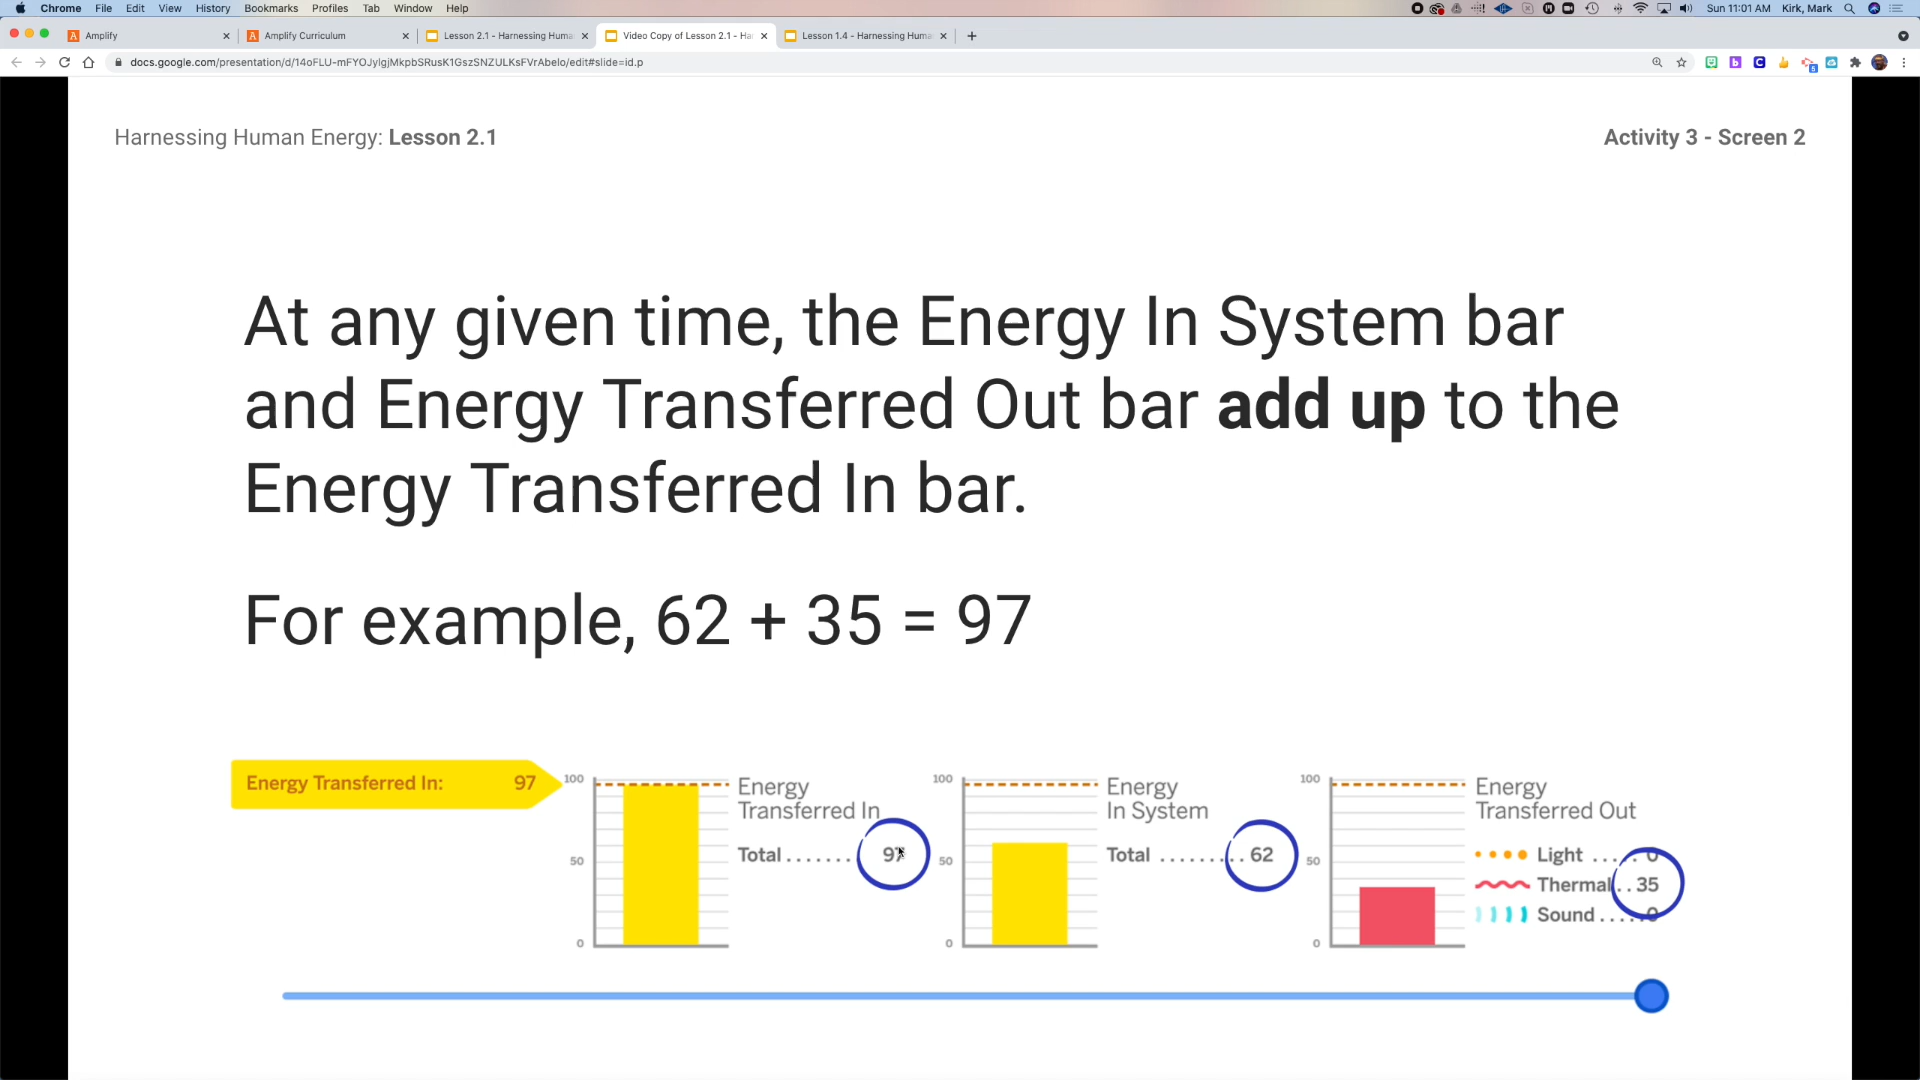 Chrome File Edit View History Bookmarks Profiles Tab Window Help Sun 11:01 AM Kirk, Mark
Amplify Amplify Curriculum Lesson 2.1 - Harnessing Huma Video Copy of Lesson 2.1 - Ha Lesson 1.4 - Harnessing Huma
docs.google.com/presentation/d/14oFLU-mFYOJylgjMkpbSRusK1GszSNZULKsFVrAbelo/edit#slide=id.p
Harnessing Human Energy: Lesson 2.1
Activity 3 - Screen 2
At any given time, the Energy In System bar
and Energy Transferred Out bar add up to the
Energy Transferred In bar.
For example, 62 + 35 = 97
Energy Transferred In: 97
100
50
0
Energy
Transferred In
Total ....... 97
100
50
0
Energy
In System
Total ......... 62
100
50
0
Energy
Transferred Out
Light ..... 0
Thermal .. 35
Sound ..... 0